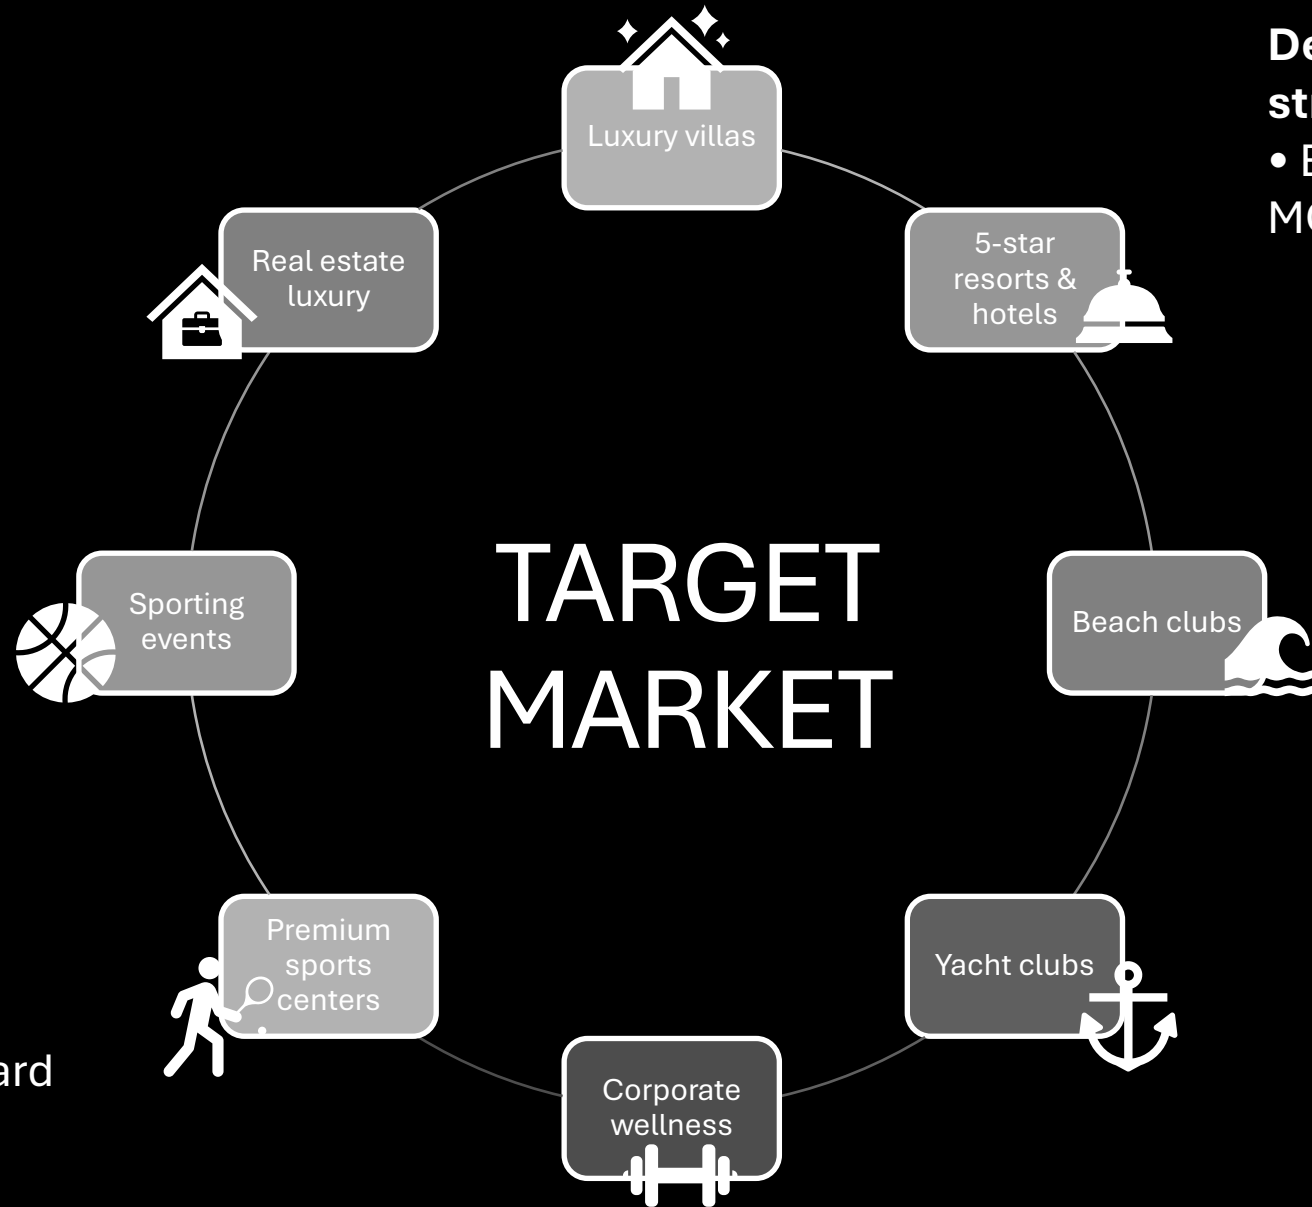 Luxury villas
5-star
resorts &
hotels
Beach clubs
Yacht clubs
Corporate
wellness
Premium
sports
centers
Sporting
events
Real estate
luxury
TARGET
MARKET